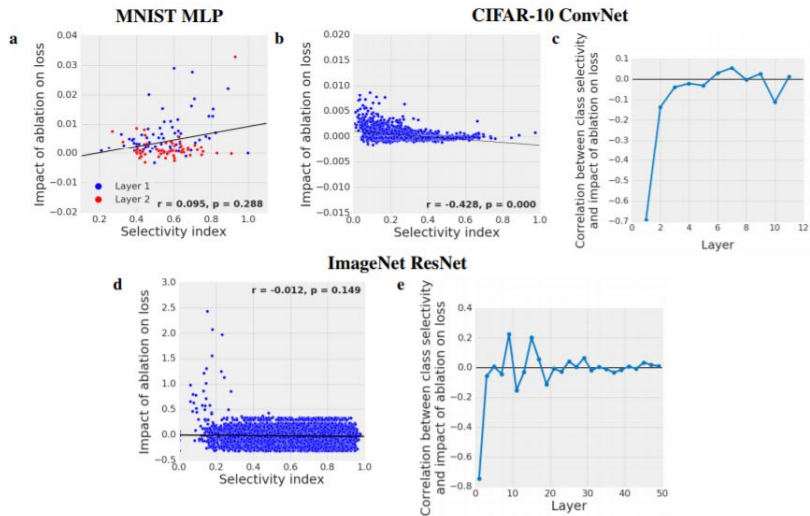 MNIST MLP
CIFAR-10 ConvNet
a
Impact of ablation on loss
0.04
0.03
0.02
0.01
0.00
−0.01
−0.02
Layer 1
Layer 2
r = 0.095, p = 0.288
0.2 0.4 0.6 0.8 1.0
Selectivity index
b
Impact of ablation on loss
0.020
0.015
0.010
0.005
0.000
−0.005
−0.010
−0.015
r = -0.428, p = 0.000
0.0 0.2 0.4 0.6 0.8 1.0
Selectivity index
c
Correlation between class selectivity
and impact of ablation on loss
0.1
0.0
−0.1
−0.2
−0.3
−0.4
−0.5
−0.6
−0.7
0 2 4 6 8 10 12
Layer
ImageNet ResNet
d
Impact of ablation on loss
3.0
2.5
2.0
1.5
1.0
0.5
0.0
−0.5
r = -0.012, p = 0.149
0.0 0.2 0.4 0.6 0.8 1.0
Selectivity index
e
Correlation between class selectivity
and impact of ablation on loss
0.4
0.2
0.0
−0.2
−0.4
−0.6
−0.8
0 10 20 30 40 50
Layer